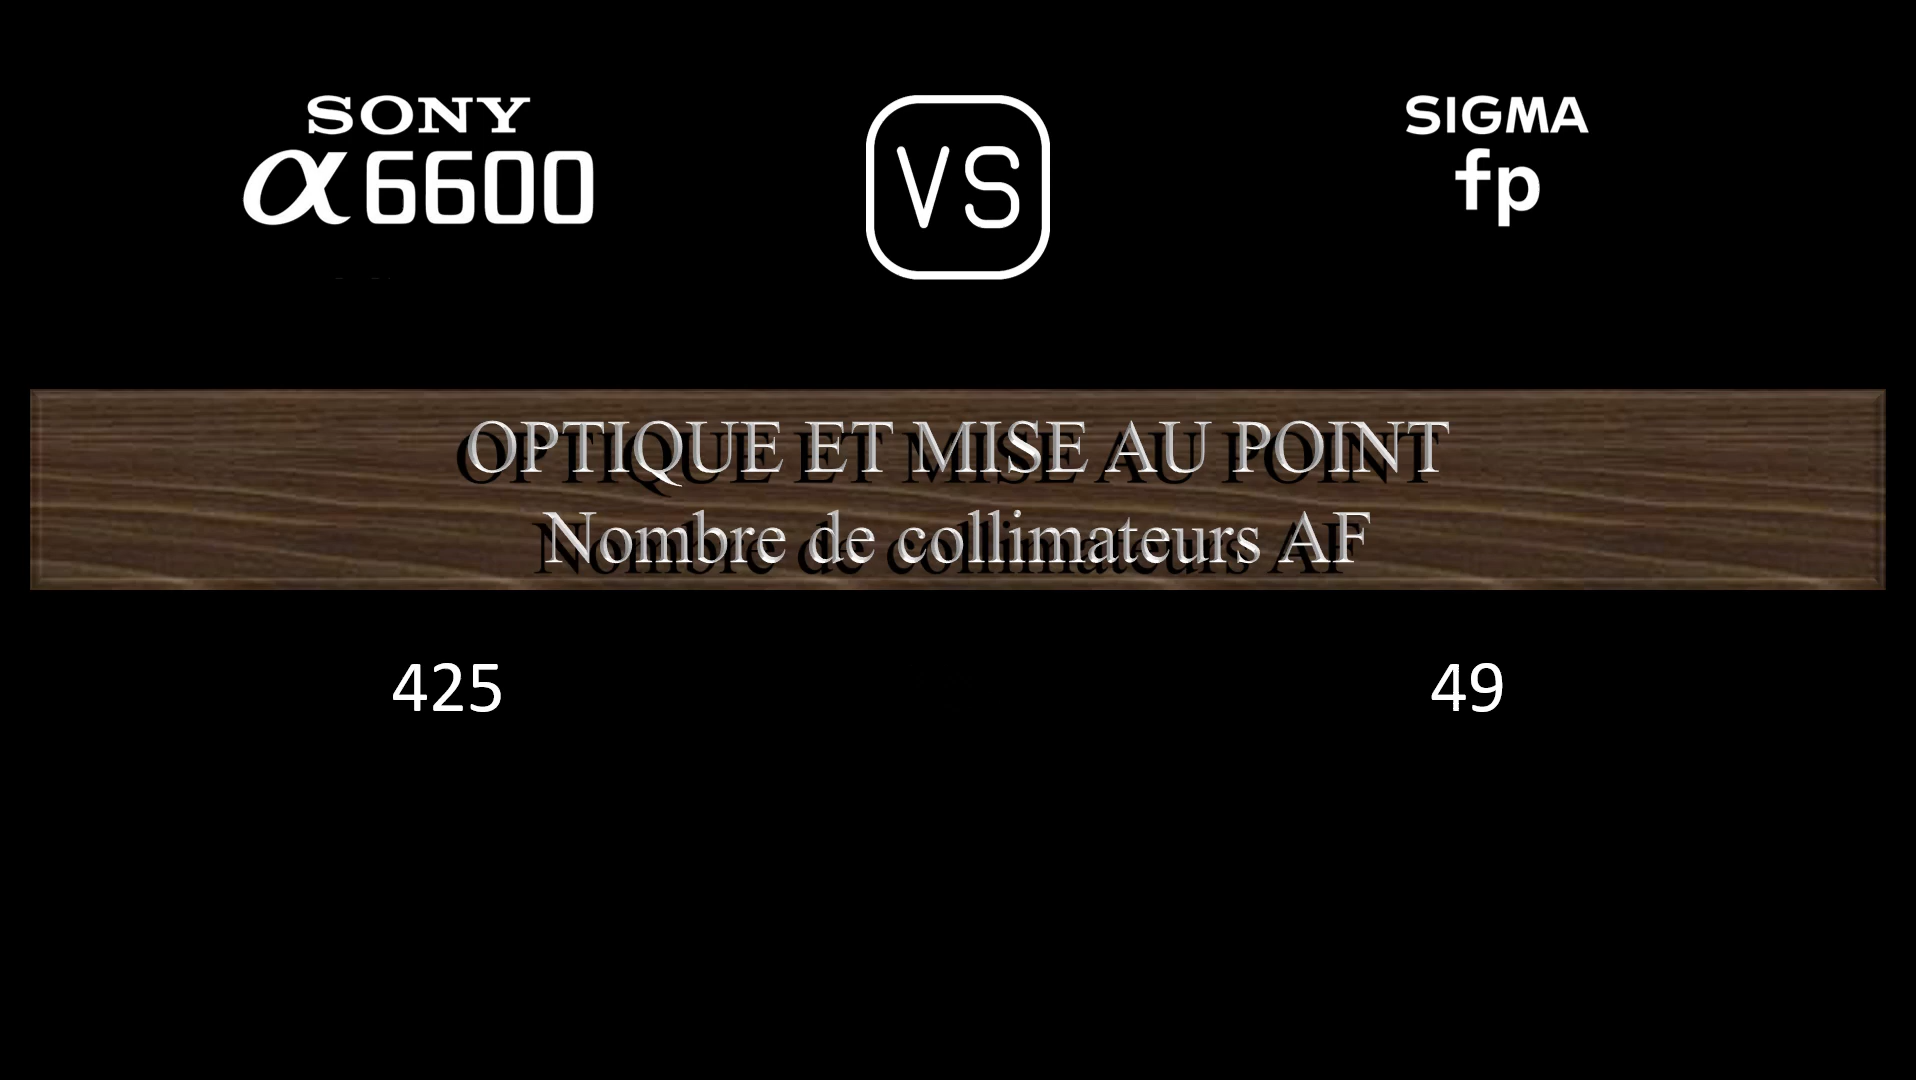 SONY
α6600
VS
SIGMA
fp
OPTIQUE ET MISE AU POINT
Nombre de collimateurs AF
425
49